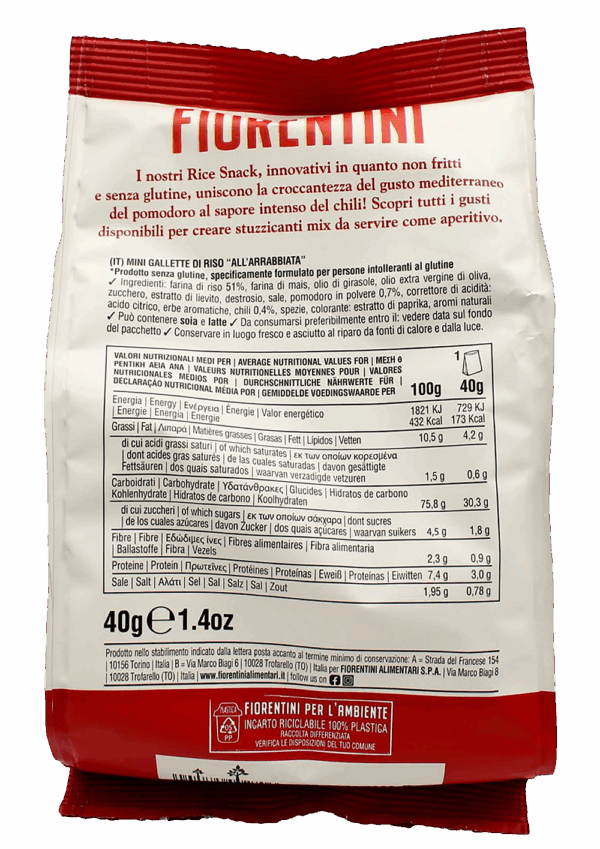 FIORENTINI
I nostri Rice Snack, innovativi in quanto non fritti
e senza glutine, uniscono la croccantezza del gusto mediterraneo
del pomodoro al sapore intenso del chili! Scopri tutti i gusti
disponibili per creare stuzzicanti mix da servire come aperitivo.
(IT) MINI GALLETTE DI RISO "ALL'ARRABBIATA"
*Prodotto senza glutine, specificamente formulato per persone intolleranti al glutine
✓ Ingredienti: farina di riso 51%, farina di mais, olio di girasole, olio extra vergine di oliva,
zucchero, estratto di lievito, destrosio, sale, pomodoro in polvere 0,7%, correttore di acidità:
acido citrico, erbe aromatiche, chili 0,4%, spezie, colorante: estratto di paprika, aromi naturali
✓ Può contenere soia e latte ✓ Da consumarsi preferibilmente entro il: vedere data sul fondo
del pacchetto ✓ Conservare in luogo fresco e asciutto al riparo da fonti di calore e dalla luce.
VALORI NUTRIZIONALI MEDI PER | AVERAGE NUTRITIONAL VALUES FOR | ΜΕΣΗ Θ
ΡΕΠΤΙΚΗ ΑΞΙΑ ΑΝΑ | VALEURS NUTRITIONELLES MOYENNES POUR | VALORES
NUTRICIONALES MEDIOS POR | DURCHSCHNITTLICHE NÄHRWERTE FÜR |
DECLARAÇÃO NUTRICIONAL MÉDIA POR | GEMIDDELDE VOEDINGSWAARDE PER
1
100g 40g
Energia | Energy | Ενέργεια | Énergie | Valor energético
| Energie | Energia | Energie
1821 KJ 729 KJ
432 Kcal 173 Kcal
Grassi | Fat | Λιπαρά | Matières grasses | Grasas | Fett | Lípidos | Vetten
10,5 g 4,2 g
di cui acidi grassi saturi | of which saturates | εκ των οποίων κορεσμένα
| dont acides gras saturés | de las cuales saturadas | davon gesättigte
Fettsäuren | dos quais saturados | waarvan verzadigde vetzuren
1,5 g 0,6 g
Carboidrati | Carbohydrate | Υδατάνθρακες | Glucides | Hidratos de carbono
Kohlenhydrate | Hidratos de carbono | Koolhydraten
75,8 g 30,3 g
di cui zuccheri | of which sugars | εκ των οποίων σάκχαρα | dont sucres
| de los cuales azúcares | davon Zucker | dos quais açúcares | waarvan suikers 4,5 g 1,8 g
Fibre | Fibre | Εδώδιμες ίνες | Fibres alimentaires | Fibra alimentaria
| Ballastoffe | Fibra | Vezels
2,3 g 0,9 g
Proteine | Protein | Πρωτεΐνες | Protéines | Proteínas | Eweiß | Proteínas | Eiwitten 7,4 g 3,0 g
Sale | Salt | Αλάτι | Sel | Sal | Salz | Sal | Zout
1,95 g 0,78 g
40g ℮ 1.4oz
Prodotto nello stabilimento indicato dalla lettera posta accanto al termine minimo di conservazione: A = Strada del Francese 154
| 10156 Torino | Italia | B = Via Marco Biagi 6 | 10028 Trofarello (TO) | Italia per FIORENTINI ALIMENTARI S.P.A. | Via Marco Biagi 8
| 10028 Trofarello (TO) | Italia | www.fiorentinialimentari.it | follow us on
PLASTICA
05
PP
FIORENTINI PER L'AMBIENTE
INCARTO RICICLABILE 100% PLASTICA
RACCOLTA DIFFERENZIATA
VERIFICA LE DISPOSIZIONI DEL TUO COMUNE